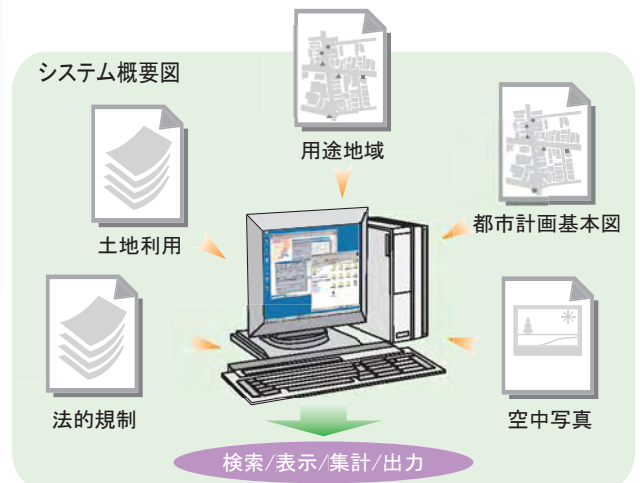 システム概要図
用途地域
土地利用
都市計画基本図
法的規制
空中写真
検索/表示/集計/出力